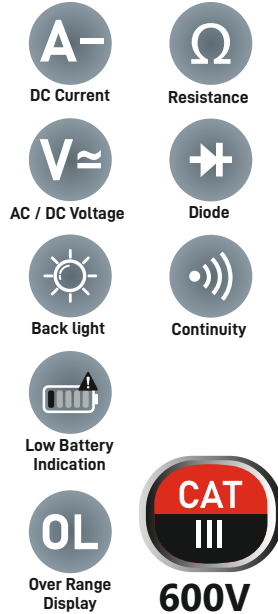 A-
DC Current
Ω
Resistance
V≂
AC / DC Voltage
Diode
Back light
Continuity
Low Battery
Indication
OL
Over Range
Display
CAT
III
600V